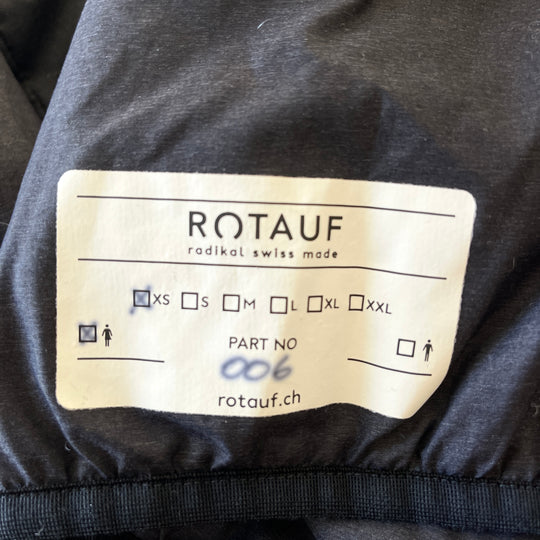 ROTAUF
radikal swiss made
XS S M L XL XXL
PART NO
006
rotauf.ch